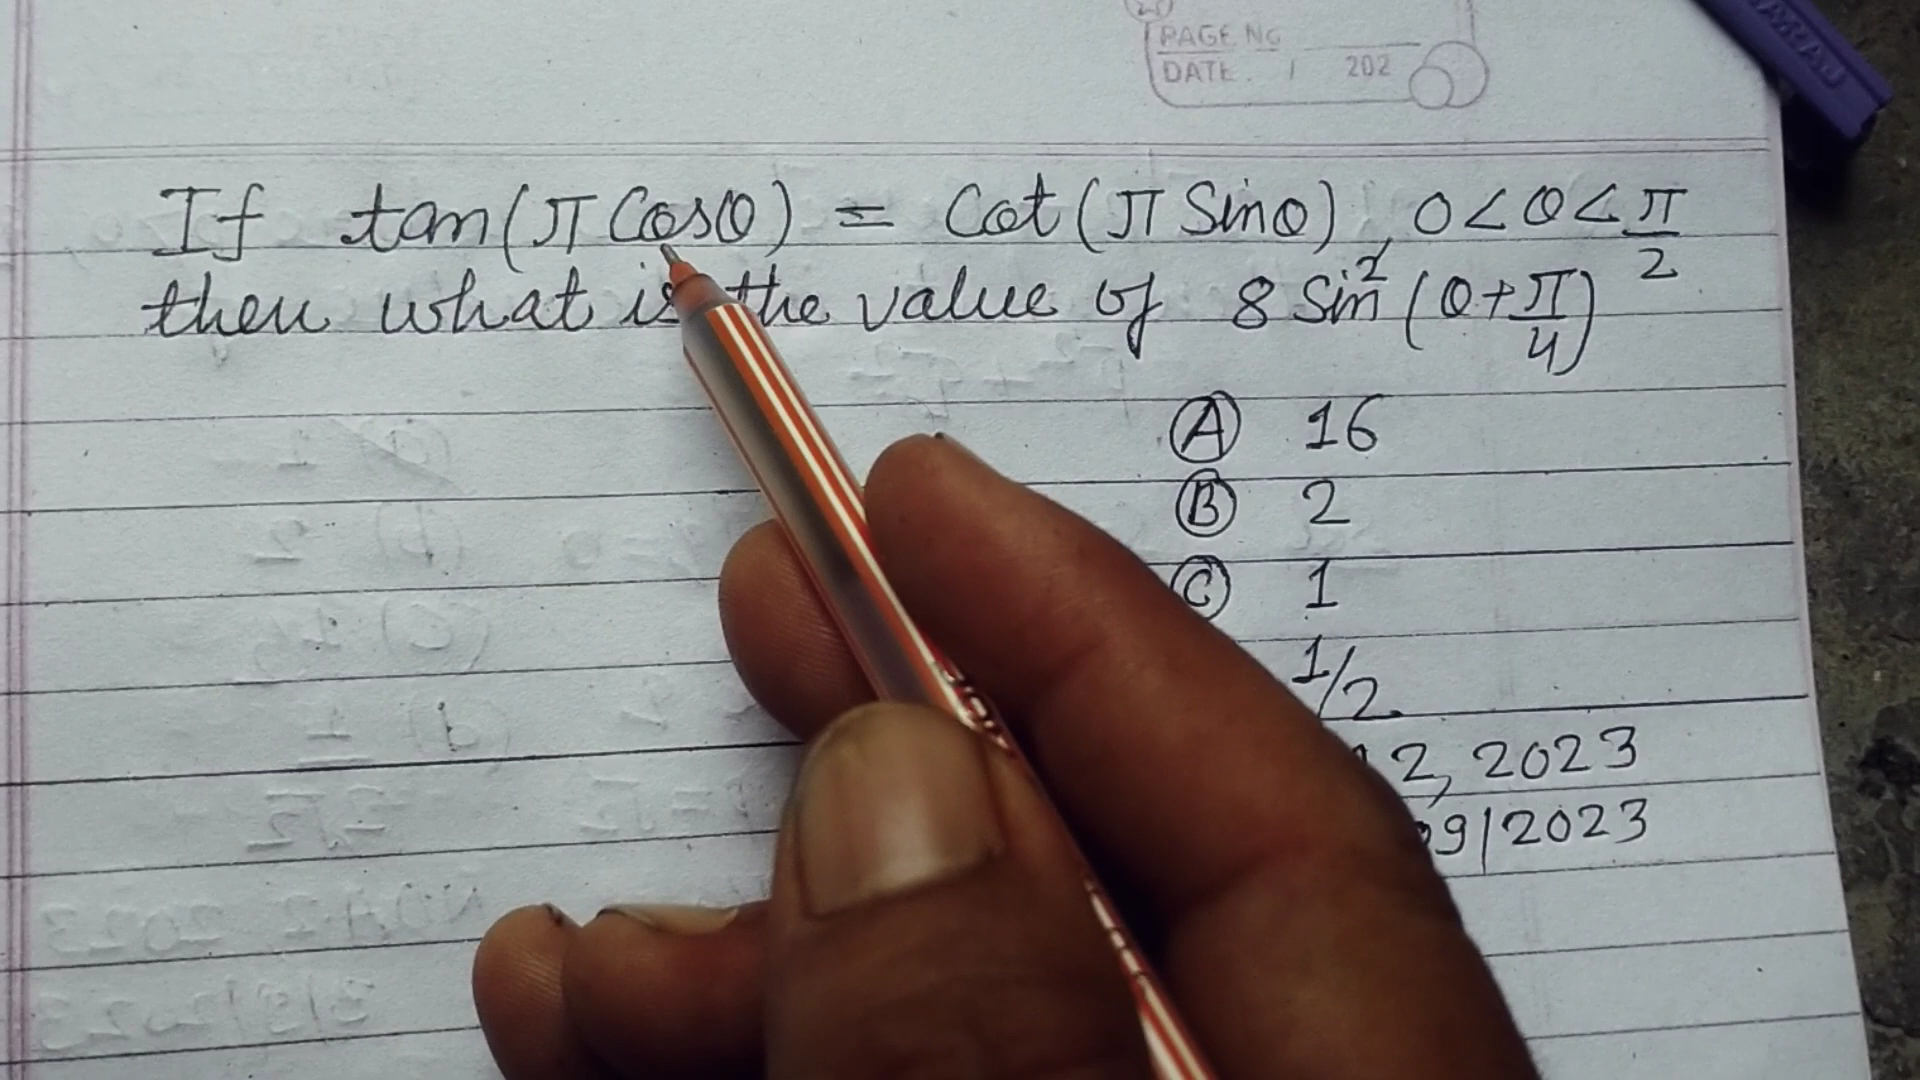 PAGE NO
DATE. / 202
If tan(π Cosθ) = Cot(π Sinθ), 0<θ<π/2
then what is the value of 8 Sin²(θ+π/4)
Ⓐ 16
Ⓑ 2
Ⓒ 1
1/2
2, 2023
09/2023